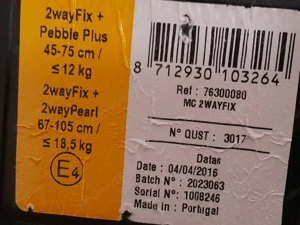 2wayFix +
Pebble Plus
45-75 cm /
≤ 12 kg
2wayFix +
2wayPearl
67-105 cm /
≤ 18,5 kg
E4
8 712930 103264
Ref : 76300080
MC 2WAYFIX
N° QUST : 3017
Datas
Date : 04/04/2016
Batch N° : 2023063
Serial N° : 1008246
Made in : Portugal